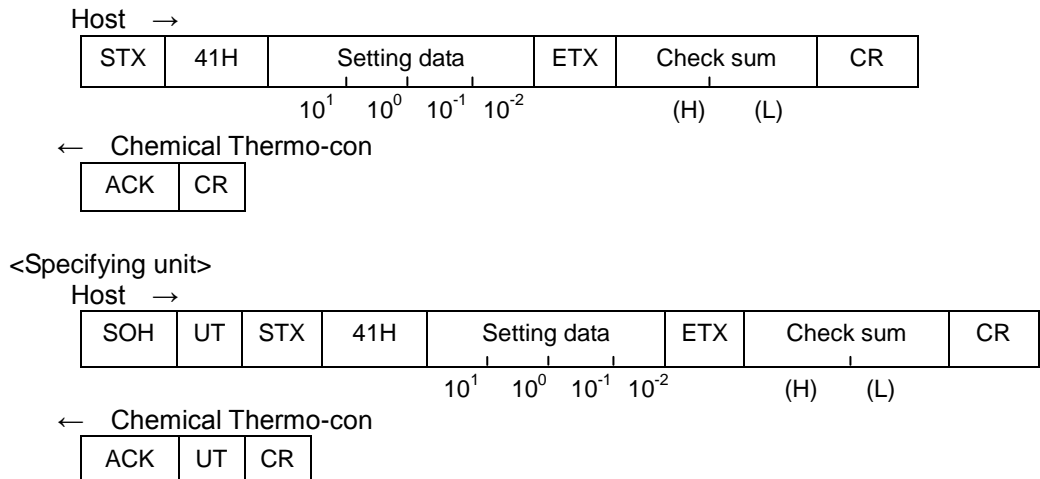 Host →
STX 41H Setting data ETX Check sum CR
10¹ 10⁰ 10⁻¹ 10⁻² (H) (L)
← Chemical Thermo-con
ACK CR
<Specifying unit>
Host →
SOH UT STX 41H Setting data ETX Check sum CR
10¹ 10⁰ 10⁻¹ 10⁻² (H) (L)
← Chemical Thermo-con
ACK UT CR